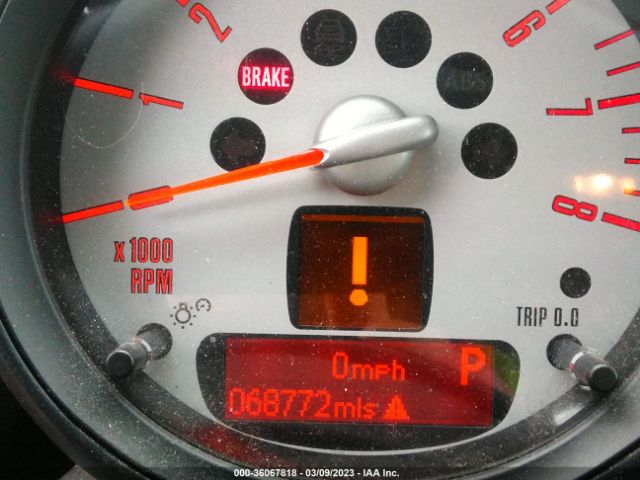 2
6
BRAKE
1
7
0
8
x 1000
RPM
!
TRIP 0.0
0mph P
068772mls
000-36067818 - 03/09/2023 - IAA Inc.